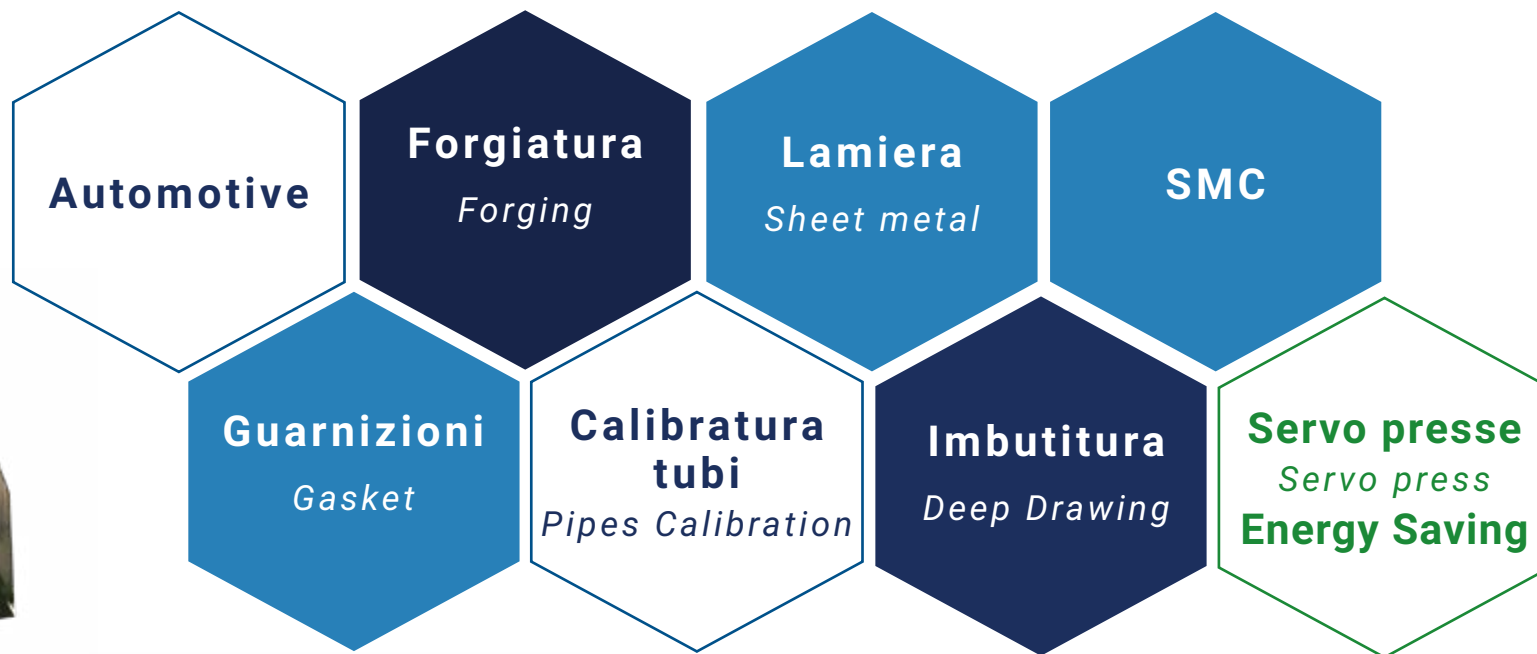 Automotive
Forgiatura
Forging
Lamiera
Sheet metal
SMC
Guarnizioni
Gasket
Calibratura
tubi
Pipes Calibration
Imbutitura
Deep Drawing
Servo presse
Servo press
Energy Saving